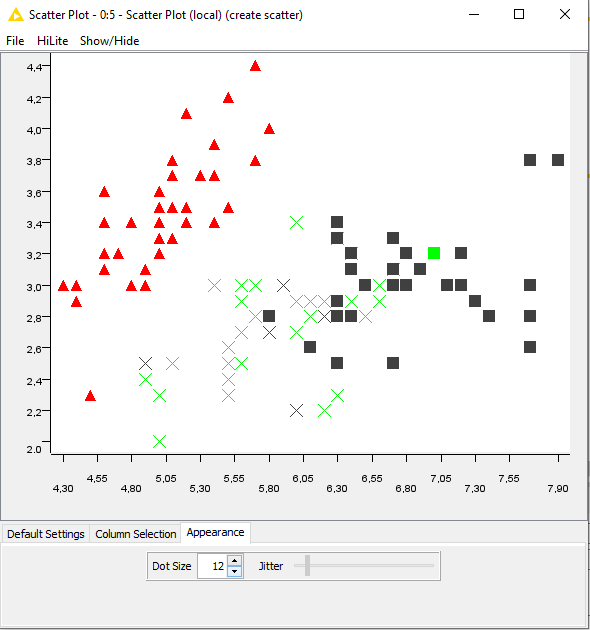 Scatter Plot - 0:5 - Scatter Plot (local) (create scatter)
File HiLite Show/Hide
4,4
4,2
4,0
3,8
3,6
3,4
3,2
3,0
2,8
2,6
2,4
2,2
2.0
4,55 5,05 5,55 6,05 6,55 7,05 7,55
4,30 4,80 5,30 5,80 6,30 6,80 7,30 7,90
Default Settings Column Selection Appearance
Dot Size 12 Jitter